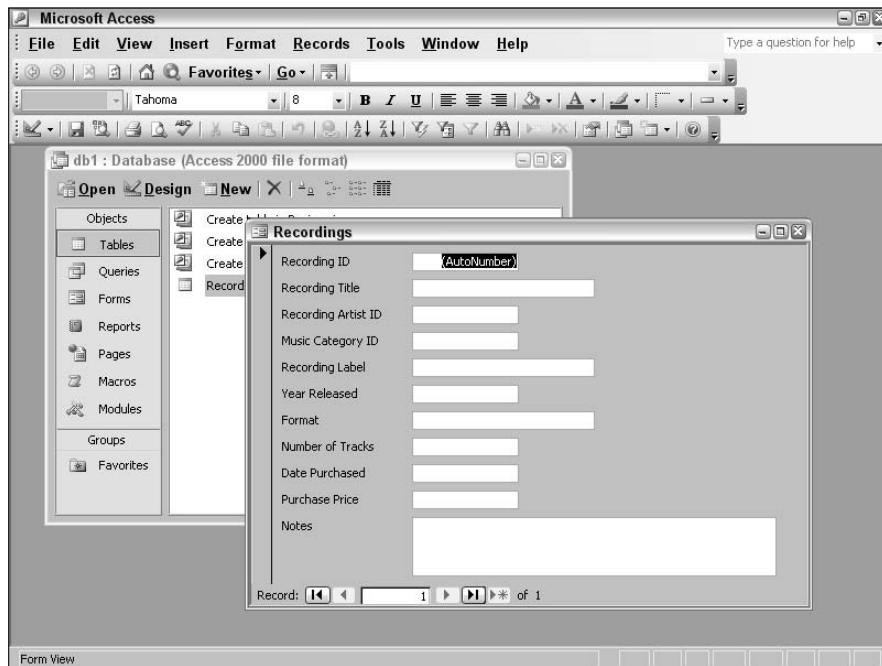 Microsoft Access
File Edit View Insert Format Records Tools Window Help Type a question for help
Favorites Go
Tahoma 8 B I U A
db1 : Database (Access 2000 file format)
Open Design New
Objects
Tables
Queries
Forms
Reports
Pages
Macros
Modules
Groups
Favorites
Create
Create
Create
Record
Recordings
Recording ID (AutoNumber)
Recording Title
Recording Artist ID
Music Category ID
Recording Label
Year Released
Format
Number of Tracks
Date Purchased
Purchase Price
Notes
Record: 1 of 1
Form View